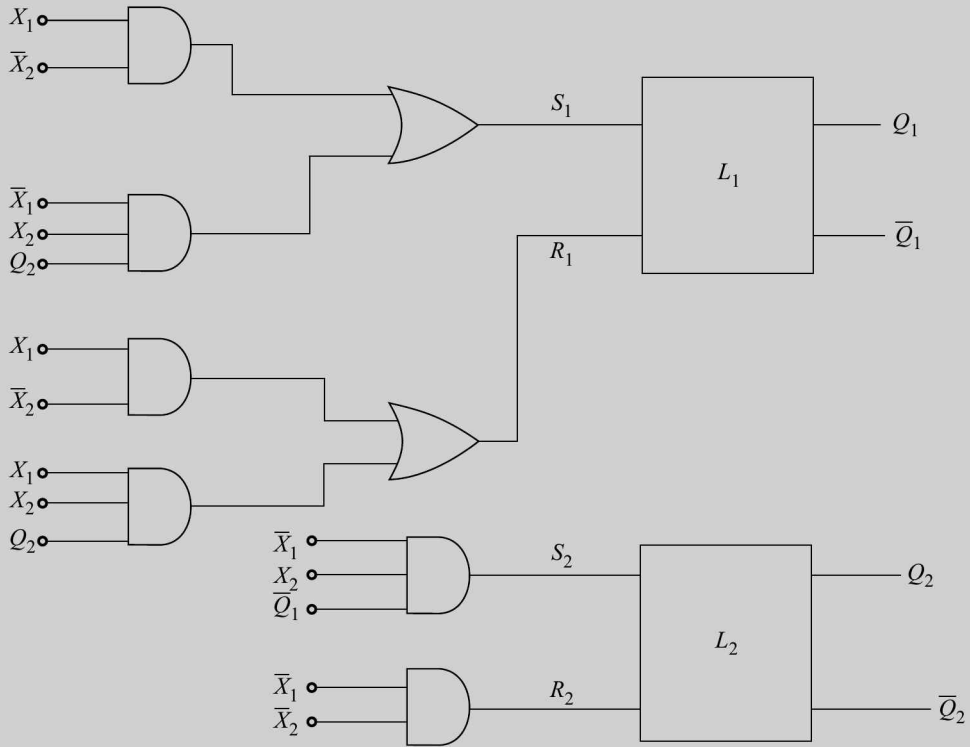 X₁
X̅₂
X̅₁
X₂
Q₂
S₁
L₁
Q₁
Q̅₁
R₁
X₁
X̅₂
X₁
X₂
Q₂
X̅₁
X₂
Q̅₁
S₂
L₂
Q₂
X̅₁
X̅₂
R₂
Q̅₂